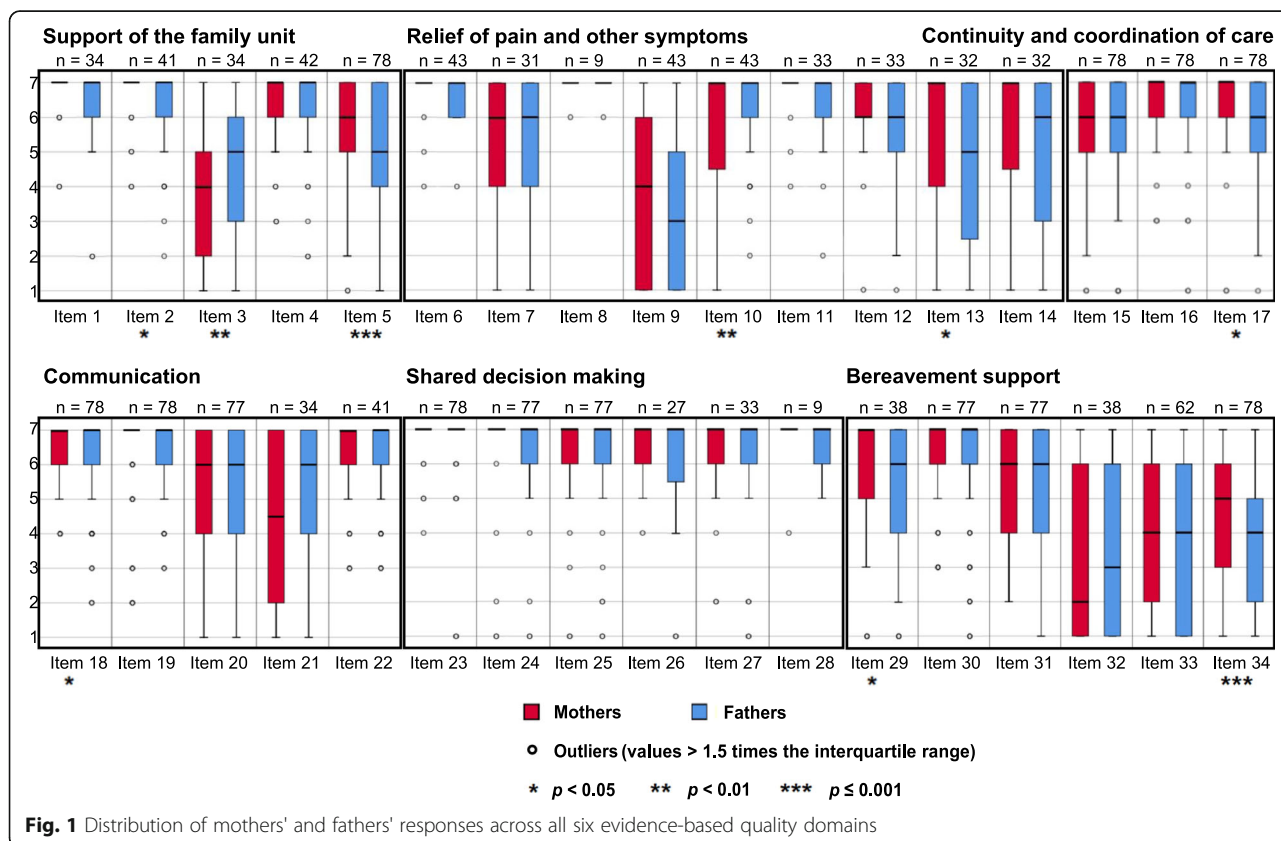 Support of the family unit
Relief of pain and other symptoms
Continuity and coordination of care
n = 34 n = 41 n = 34 n = 42 n = 78 n = 43 n = 31 n = 9 n = 43 n = 43 n = 33 n = 33 n = 32 n = 32 n = 78 n = 78 n = 78
7
6
5
4
3
2
1
Item 1 Item 2 Item 3 Item 4 Item 5 Item 6 Item 7 Item 8 Item 9 Item 10 Item 11 Item 12 Item 13 Item 14 Item 15 Item 16 Item 17
* ** *** ** * *
Communication
Shared decision making
Bereavement support
n = 78 n = 78 n = 77 n = 34 n = 41 n = 78 n = 77 n = 77 n = 27 n = 33 n = 9 n = 38 n = 77 n = 77 n = 38 n = 62 n = 78
7
6
5
4
3
2
1
Item 18 Item 19 Item 20 Item 21 Item 22 Item 23 Item 24 Item 25 Item 26 Item 27 Item 28 Item 29 Item 30 Item 31 Item 32 Item 33 Item 34
* * ***
Mothers Fathers
Outliers (values > 1.5 times the interquartile range)
* p < 0.05 ** p < 0.01 *** p ≤ 0.001
Fig. 1 Distribution of mothers' and fathers' responses across all six evidence-based quality domains